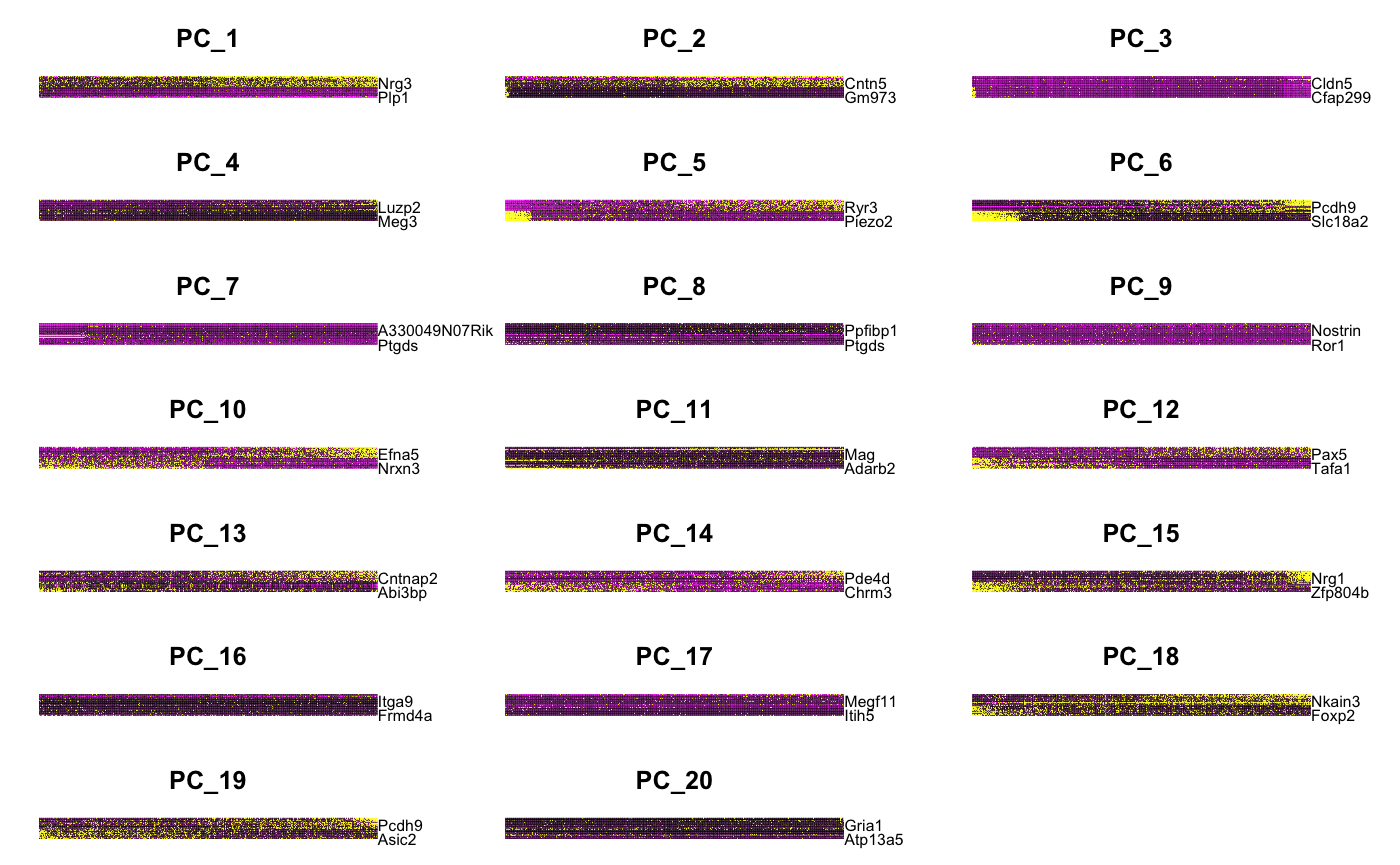 PC_1
Nrg3
Plp1
PC_2
Cntn5
Gm973
PC_3
Cldn5
Cfap299
PC_4
Luzp2
Meg3
PC_5
Ryr3
Piezo2
PC_6
Pcdh9
Slc18a2
PC_7
A330049N07Rik
Ptgds
PC_8
Ppfibp1
Ptgds
PC_9
Nostrin
Ror1
PC_10
Efna5
Nrxn3
PC_11
Mag
Adarb2
PC_12
Pax5
Tafa1
PC_13
Cntnap2
Abi3bp
PC_14
Pde4d
Chrm3
PC_15
Nrg1
Zfp804b
PC_16
Itga9
Frmd4a
PC_17
Megf11
Itih5
PC_18
Nkain3
Foxp2
PC_19
Pcdh9
Asic2
PC_20
Gria1
Atp13a5